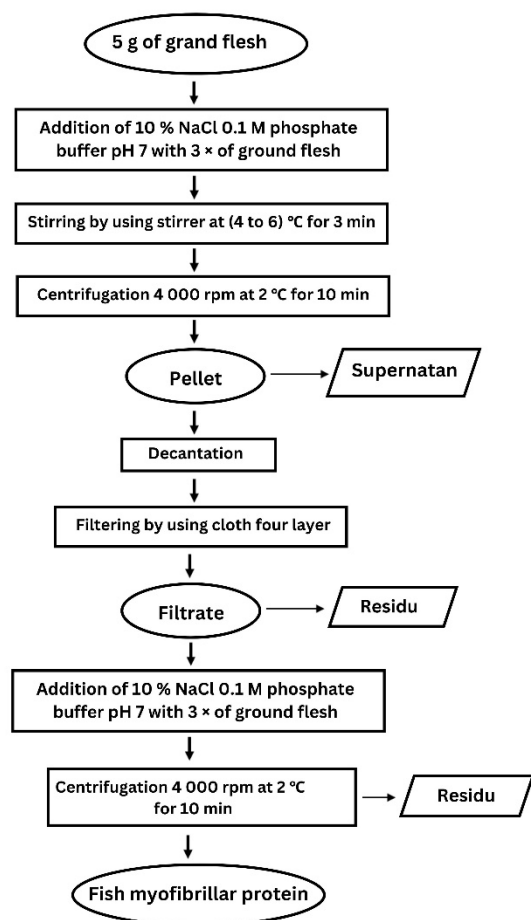 5 g of grand flesh
Addition of 10 % NaCl 0.1 M phosphate
buffer pH 7 with 3 × of ground flesh
Stirring by using stirrer at (4 to 6) °C for 3 min
Centrifugation 4 000 rpm at 2 °C for 10 min
Pellet
Supernatan
Decantation
Filtering by using cloth four layer
Filtrate
Residu
Addition of 10 % NaCl 0.1 M phosphate
buffer pH 7 with 3 × of ground flesh
Centrifugation 4 000 rpm at 2 °C
for 10 min
Residu
Fish myofibrillar protein